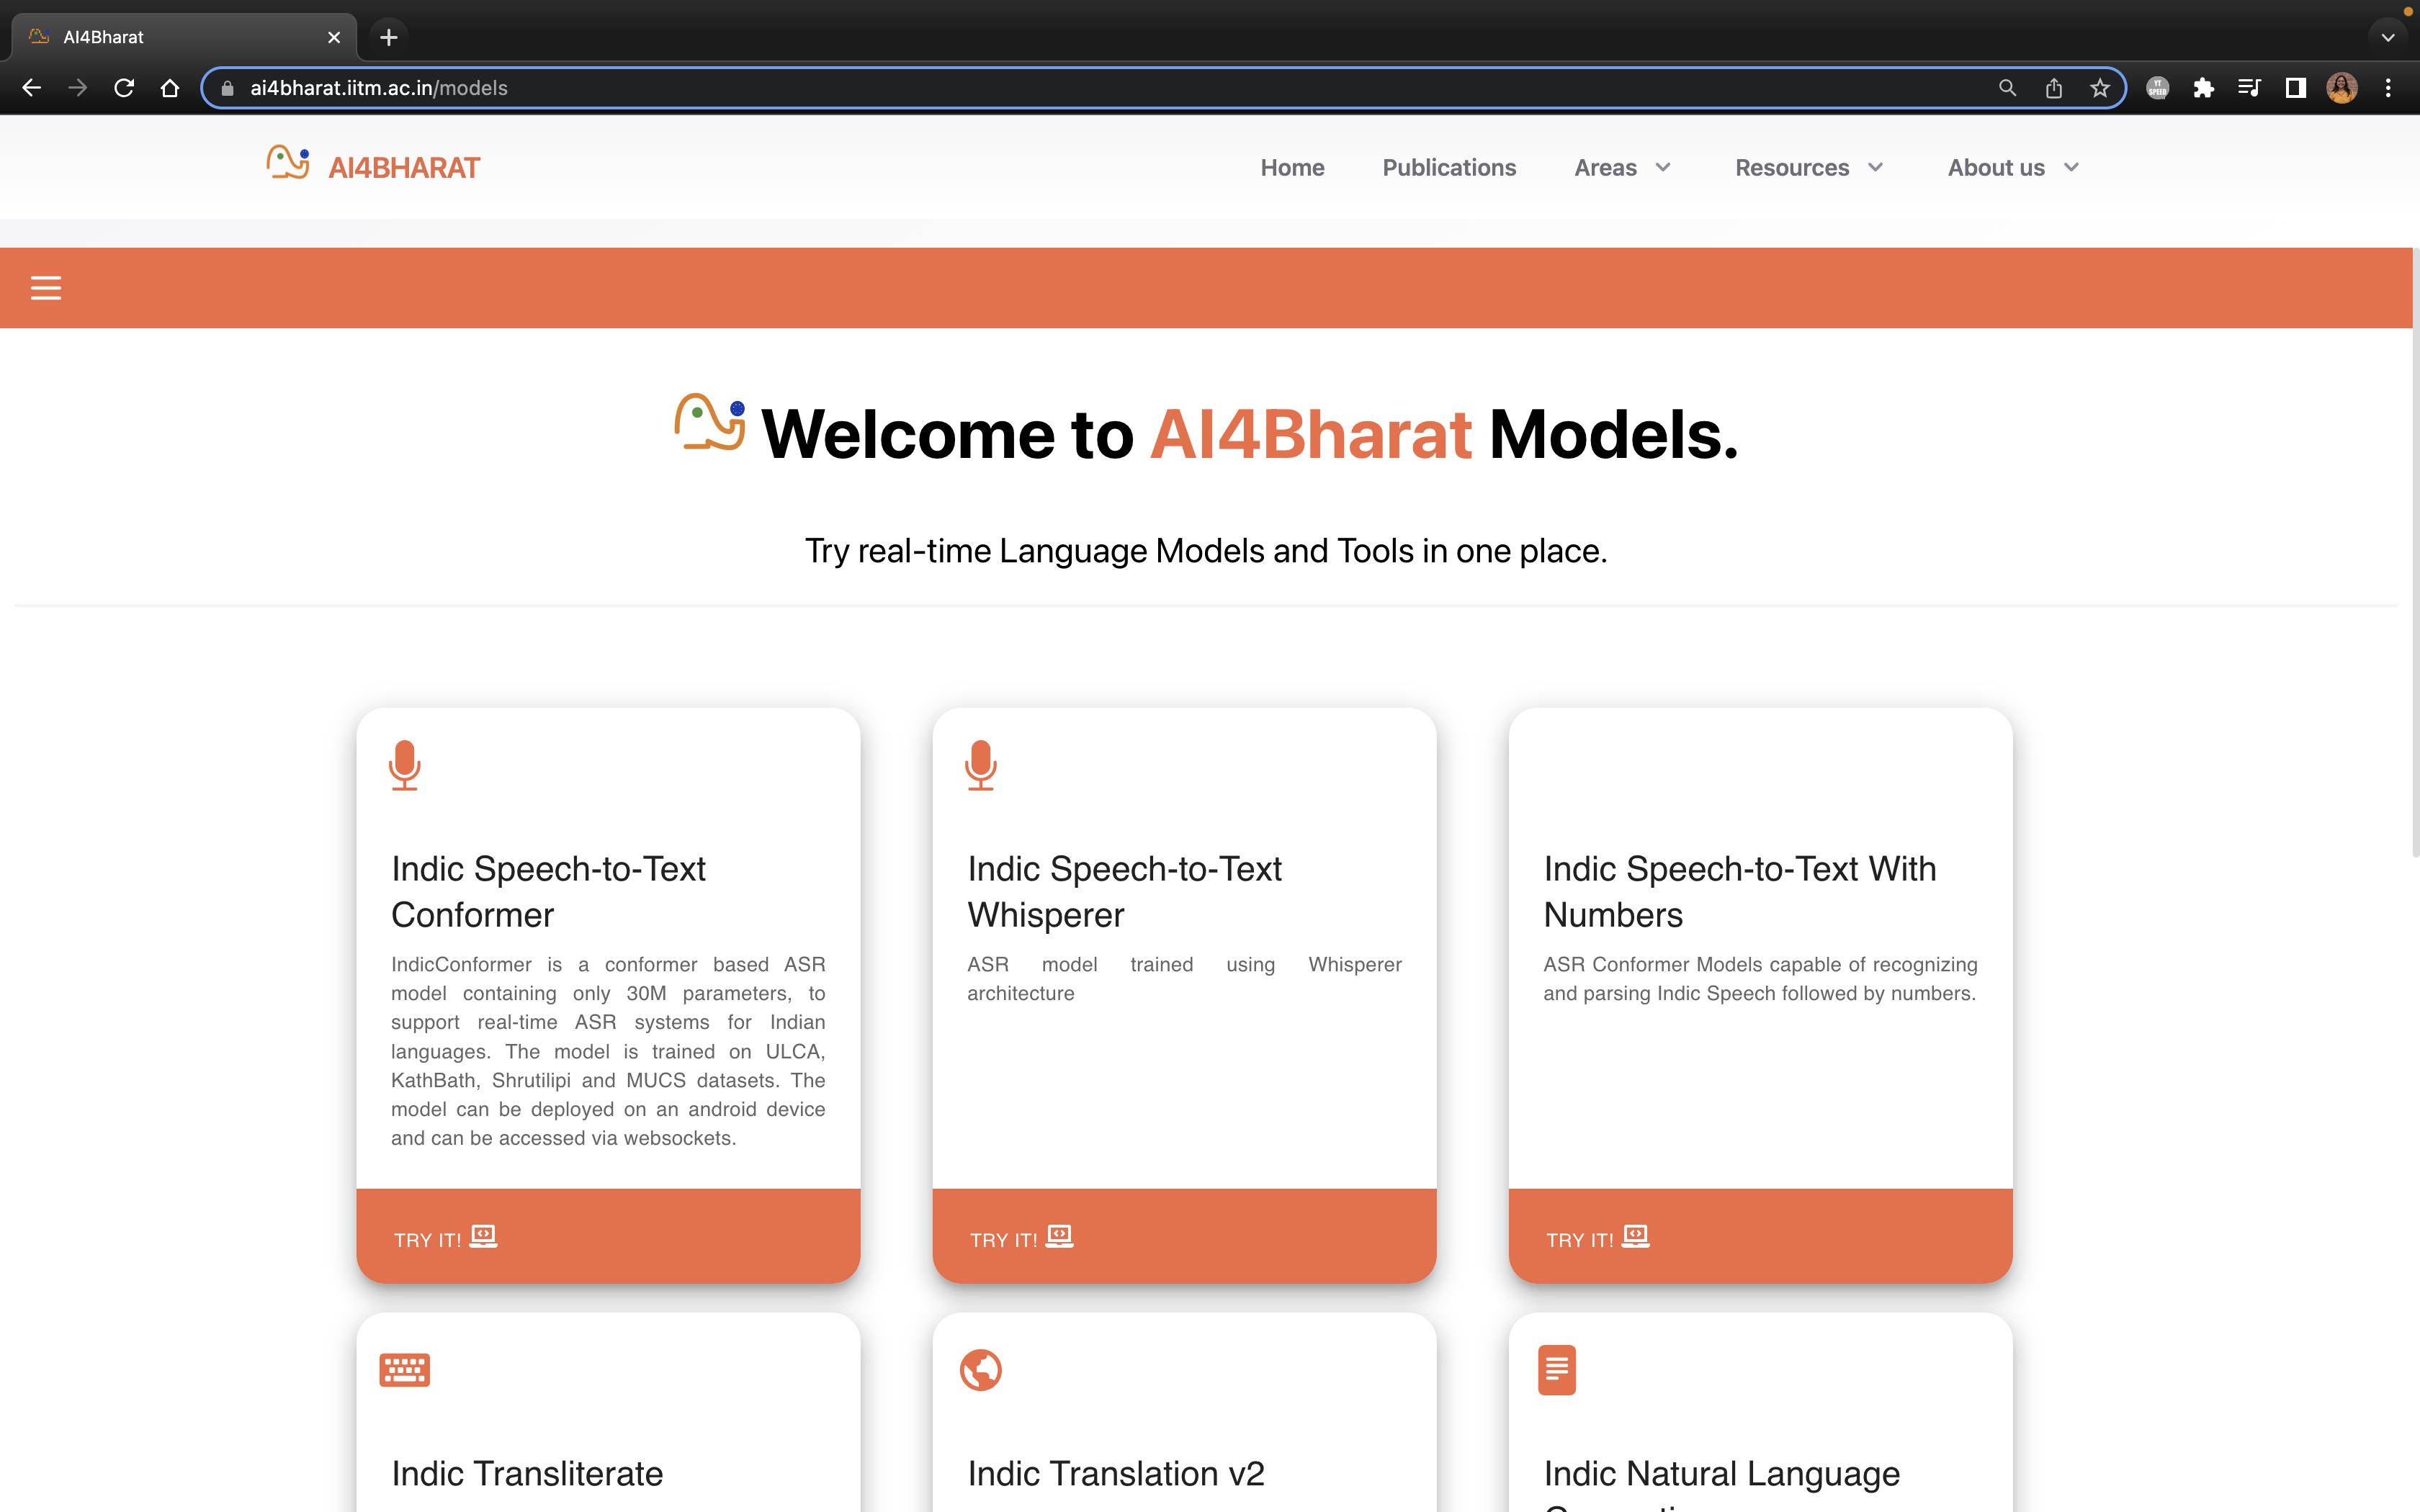 AI4Bharat
ai4bharat.iitm.ac.in/models
YT SPEED
AI4BHARAT
Home
Publications
Areas
Resources
About us
Welcome to AI4Bharat Models.
Try real-time Language Models and Tools in one place.
Indic Speech-to-Text
Conformer
IndicConformer is a conformer based ASR
model containing only 30M parameters, to
support real-time ASR systems for Indian
languages. The model is trained on ULCA,
KathBath, Shrutilipi and MUCS datasets. The
model can be deployed on an android device
and can be accessed via websockets.
TRY IT!
Indic Speech-to-Text
Whisperer
ASR model trained using Whisperer
architecture
TRY IT!
Indic Speech-to-Text With
Numbers
ASR Conformer Models capable of recognizing
and parsing Indic Speech followed by numbers.
TRY IT!
Indic Transliterate
Indic Translation v2
Indic Natural Language